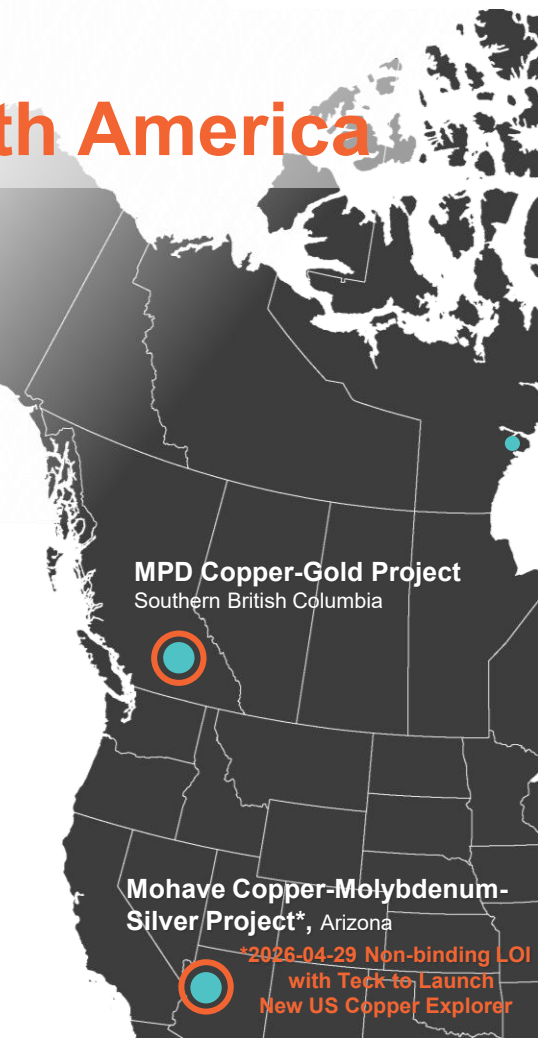 th America
MPD Copper-Gold Project
Southern British Columbia
Mohave Copper-Molybdenum-
Silver Project*, Arizona
*2026-04-29 Non-binding LOI
with Teck to Launch
New US Copper Explorer